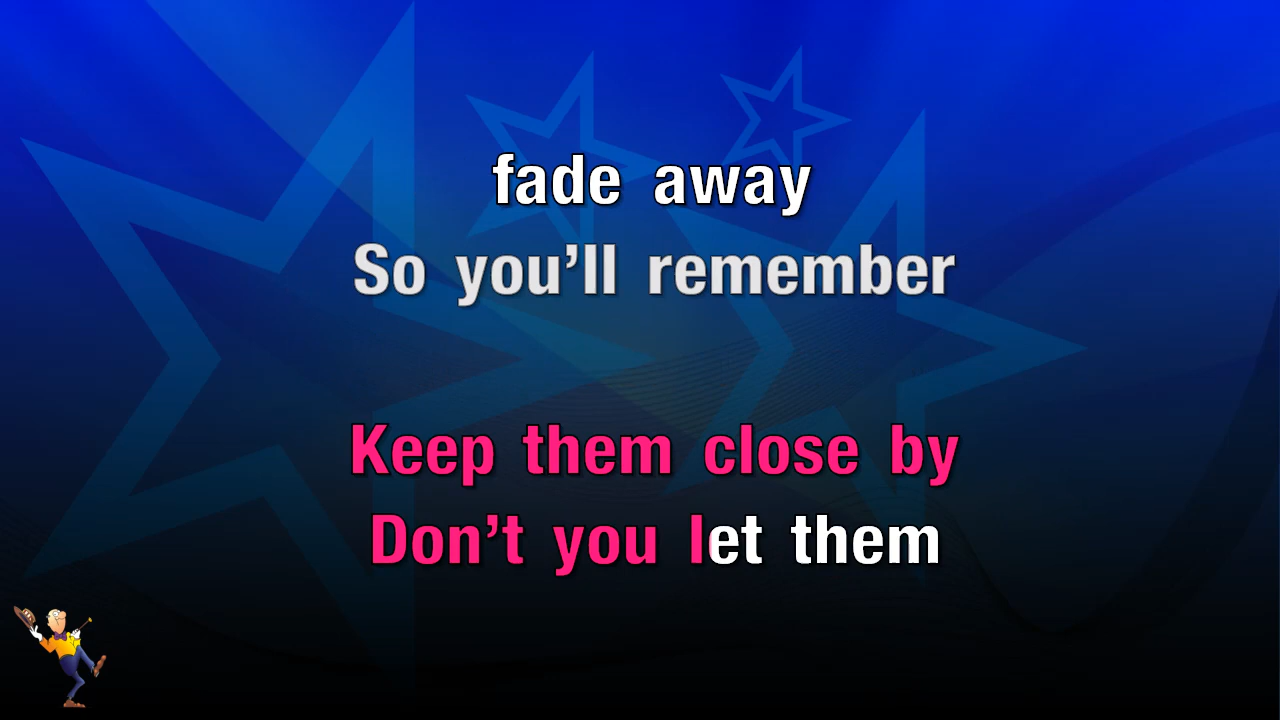 fade away
So you’ll remember
Keep them close by
Don’t you let them